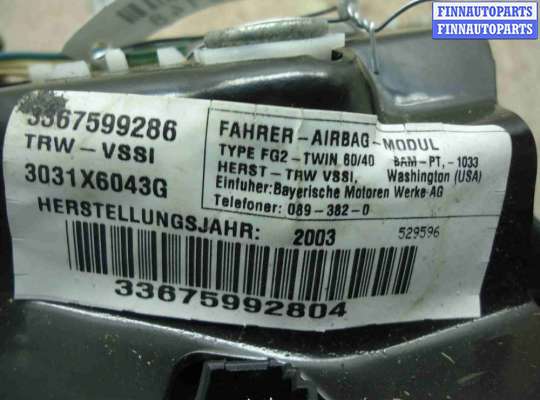 FINNAUTOPARTS
FINNAUTOPARTS
3367599286
TRW-VSSI
3031X6043G
FAHRER-AIRBAG-MODUL
TYPE FG2-TWIN 60/40 BAM-PT,-1033
HERST-TRW VSSI, Washington (USA)
Einfuher:Bayerische Motoren Werke AG
Telefoner: 089-382-0
HERSTELLUNGSJAHR: 2003 529596
33675992804